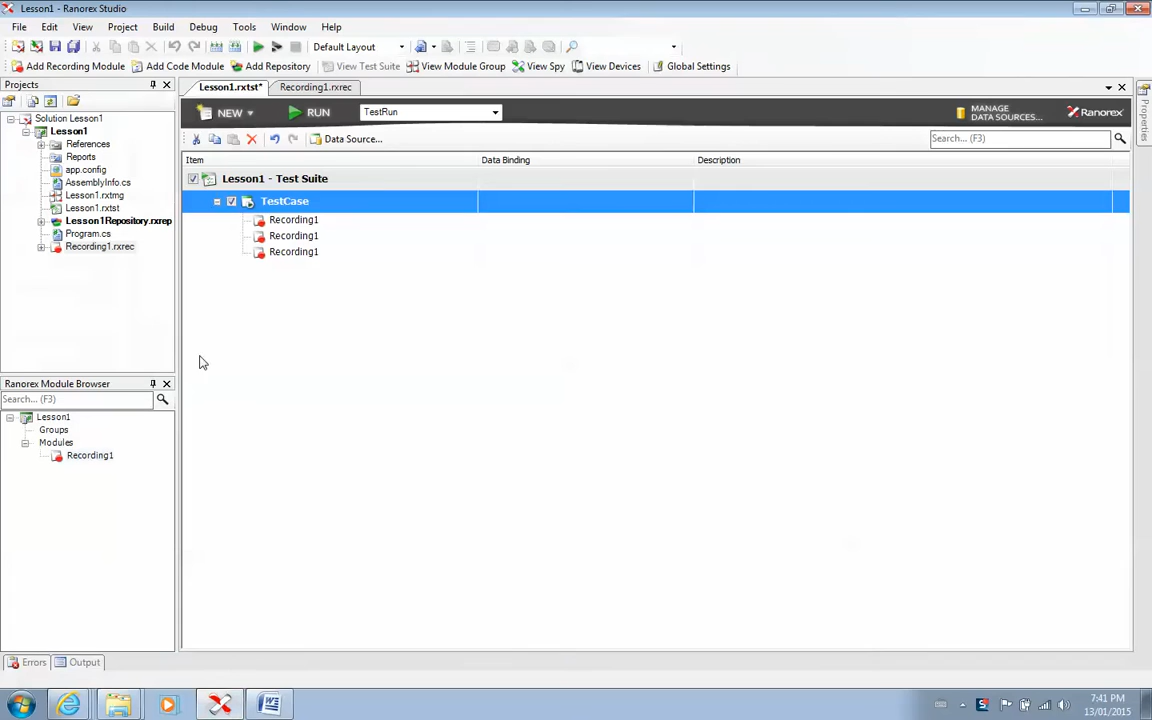 Lesson1 - Ranorex Studio
File Edit View Project Build Debug Tools Window Help
Default Layout
Add Recording Module Add Code Module Add Repository View Test Suite View Module Group View Spy View Devices Global Settings
Projects
Lesson1.rxtst* Recording1.rxrec
NEW RUN TestRun MANAGE DATA SOURCES... Ranorex
Data Source... Search... (F3)
Item Data Binding Description
Solution Lesson1
Lesson1
References
Reports
app.config
AssemblyInfo.cs
Lesson1.rxtmg
Lesson1.rxtst
Lesson1Repository.rxrep
Program.cs
Recording1.rxrec
Lesson1 - Test Suite
TestCase
Recording1
Recording1
Recording1
Properties
Ranorex Module Browser
Search... (F3)
Lesson1
Groups
Modules
Recording1
Errors Output
7:41 PM
13/01/2015